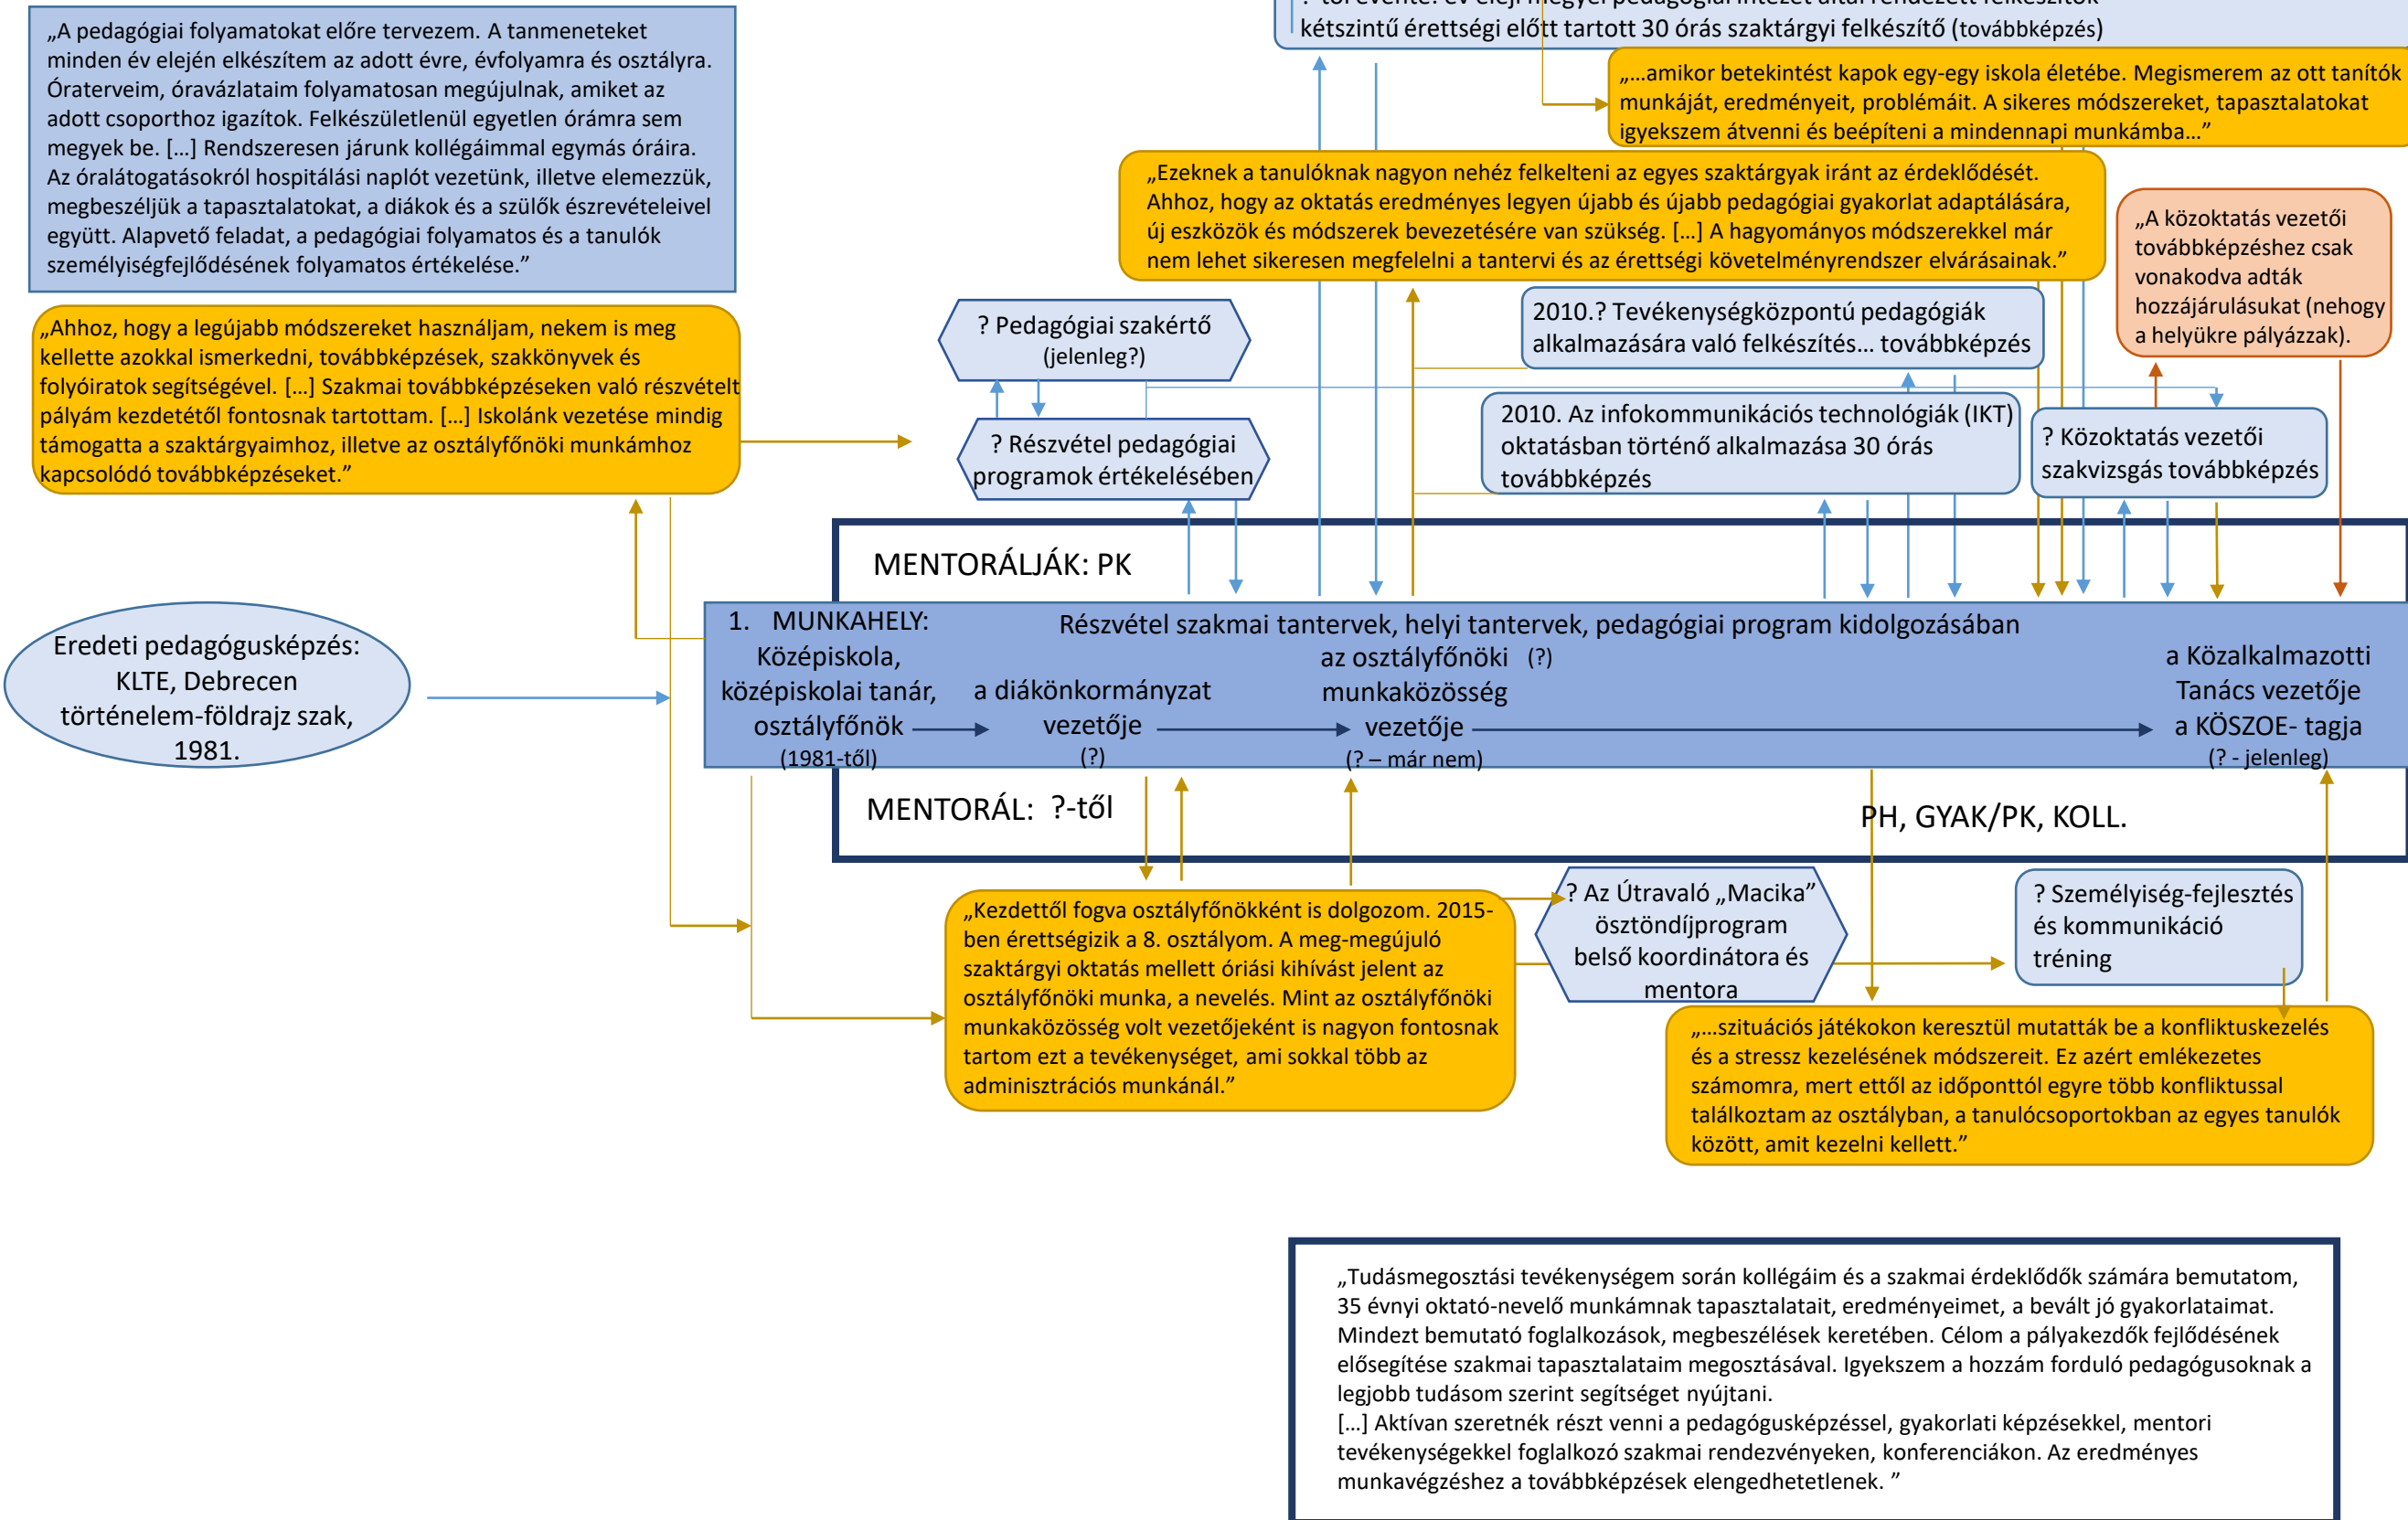 kétszintű érettségi előtt tartott 30 órás szaktárgyi felkészítő (továbbképzés)
„A pedagógiai folyamatokat előre tervezem. A tanmeneteket
minden év elején elkészítem az adott évre, évfolyamra és osztályra.
Óraterveim, óravázlataim folyamatosan megújulnak, amiket az
adott csoporthoz igazítok. Felkészületlenül egyetlen órámra sem
megyek be. […] Rendszeresen járunk kollégáimmal egymás óráira.
Az óralátogatásokról hospitálási naplót vezetünk, illetve elemezzük,
megbeszéljük a tapasztalatokat, a diákok és a szülők észrevételeivel
együtt. Alapvető feladat, a pedagógiai folyamatos és a tanulók
személyiségfejlődésének folyamatos értékelése.”
„…amikor betekintést kapok egy-egy iskola életébe. Megismerem az ott tanítók
munkáját, eredményeit, problémáit. A sikeres módszereket, tapasztalatokat
igyekszem átvenni és beépíteni a mindennapi munkámba…”
„Ezeknek a tanulóknak nagyon nehéz felkelteni az egyes szaktárgyak iránt az érdeklődését.
Ahhoz, hogy az oktatás eredményes legyen újabb és újabb pedagógiai gyakorlat adaptálására,
új eszközök és módszerek bevezetésére van szükség. […] A hagyományos módszerekkel már
nem lehet sikeresen megfelelni a tantervi és az érettségi követelményrendszer elvárásainak.”
„A közoktatás vezetői
továbbképzéshez csak
vonakodva adták
hozzájárulásukat (nehogy
a helyükre pályázzak).
„Ahhoz, hogy a legújabb módszereket használjam, nekem is meg
kellette azokkal ismerkedni, továbbképzések, szakkönyvek és
folyóiratok segítségével. […] Szakmai továbbképzéseken való részvételt
pályám kezdetétől fontosnak tartottam. […] Iskolánk vezetése mindig
támogatta a szaktárgyaimhoz, illetve az osztályfőnöki munkámhoz
kapcsolódó továbbképzéseket.”
? Pedagógiai szakértő
(jelenleg?)
? Részvétel pedagógiai
programok értékelésében
2010.? Tevékenységközpontú pedagógiák
alkalmazására való felkészítés… továbbképzés
2010. Az infokommunikációs technológiák (IKT)
oktatásban történő alkalmazása 30 órás
továbbképzés
? Közoktatás vezetői
szakvizsgás továbbképzés
MENTORÁLJÁK: PK
Eredeti pedagógusképzés:
KLTE, Debrecen
történelem-földrajz szak,
1981.
1. MUNKAHELY:
Középiskola,
középiskolai tanár,
osztályfőnök
(1981-től)
Részvétel szakmai tantervek, helyi tantervek, pedagógiai program kidolgozásában
(?)
a diákönkormányzat
vezetője
(?)
az osztályfőnöki
munkaközösség
vezetője
(? – már nem)
a Közalkalmazotti
Tanács vezetője
a KÖSZOE- tagja
(? - jelenleg)
MENTORÁL: ?-től
PH, GYAK/PK, KOLL.
„Kezdettől fogva osztályfőnökként is dolgozom. 2015-
ben érettségizik a 8. osztályom. A meg-megújuló
szaktárgyi oktatás mellett óriási kihívást jelent az
osztályfőnöki munka, a nevelés. Mint az osztályfőnöki
munkaközösség volt vezetőjeként is nagyon fontosnak
tartom ezt a tevékenységet, ami sokkal több az
adminisztrációs munkánál.”
? Az Útravaló „Macika”
ösztöndíjprogram
belső koordinátora és
mentora
? Személyiség-fejlesztés
és kommunikáció
tréning
„…szituációs játékokon keresztül mutatták be a konfliktuskezelés
és a stressz kezelésének módszereit. Ez azért emlékezetes
számomra, mert ettől az időponttól egyre több konfliktussal
találkoztam az osztályban, a tanulócsoportokban az egyes tanulók
között, amit kezelni kellett.”
„Tudásmegosztási tevékenységem során kollégáim és a szakmai érdeklődők számára bemutatom,
35 évnyi oktató-nevelő munkámnak tapasztalatait, eredményeimet, a bevált jó gyakorlataimat.
Mindezt bemutató foglalkozások, megbeszélések keretében. Célom a pályakezdők fejlődésének
elősegítése szakmai tapasztalataim megosztásával. Igyekszem a hozzám forduló pedagógusoknak a
legjobb tudásom szerint segítséget nyújtani.
[…] Aktívan szeretnék részt venni a pedagógusképzéssel, gyakorlati képzésekkel, mentori
tevékenységekkel foglalkozó szakmai rendezvényeken, konferenciákon. Az eredményes
munkavégzéshez a továbbképzések elengedhetetlenek. ”